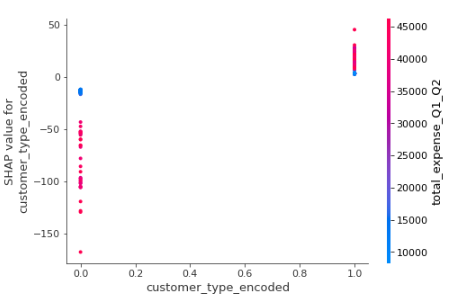 50
0
−50
−100
−150
SHAP value for
customer_type_encoded
0.0 0.2 0.4 0.6 0.8 1.0
customer_type_encoded
45000
40000
35000
30000
25000
20000
15000
10000
total_expense_Q1_Q2